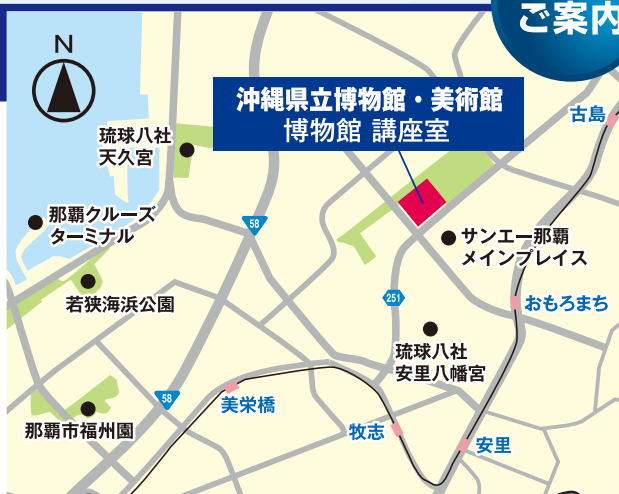 ご案内
N
沖縄県立博物館・美術館
博物館 講座室
古島
琉球八社
天久宮
那覇クルーズ
ターミナル
58
サンエー那覇
メインプレイス
若狭海浜公園
251
おもろまち
琉球八社
安里八幡宮
58
美栄橋
那覇市福州園
牧志
安里